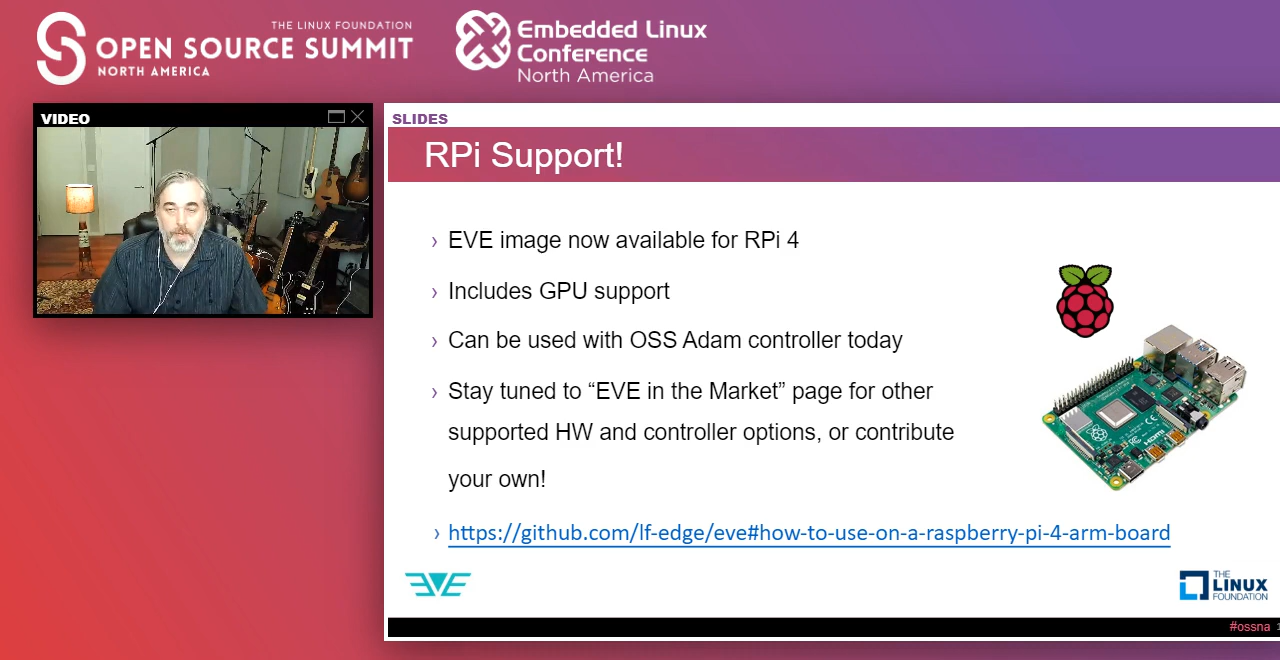 THE LINUX FOUNDATION
OPEN SOURCE SUMMIT
NORTH AMERICA
Embedded Linux
Conference
North America
VIDEO
SLIDES
RPi Support!
› EVE image now available for RPi 4
› Includes GPU support
› Can be used with OSS Adam controller today
› Stay tuned to “EVE in the Market” page for other
supported HW and controller options, or contribute
your own!
› https://github.com/lf-edge/eve#how-to-use-on-a-raspberry-pi-4-arm-board
HDMI
EVE
THE
LINUX
FOUNDATION
#ossna